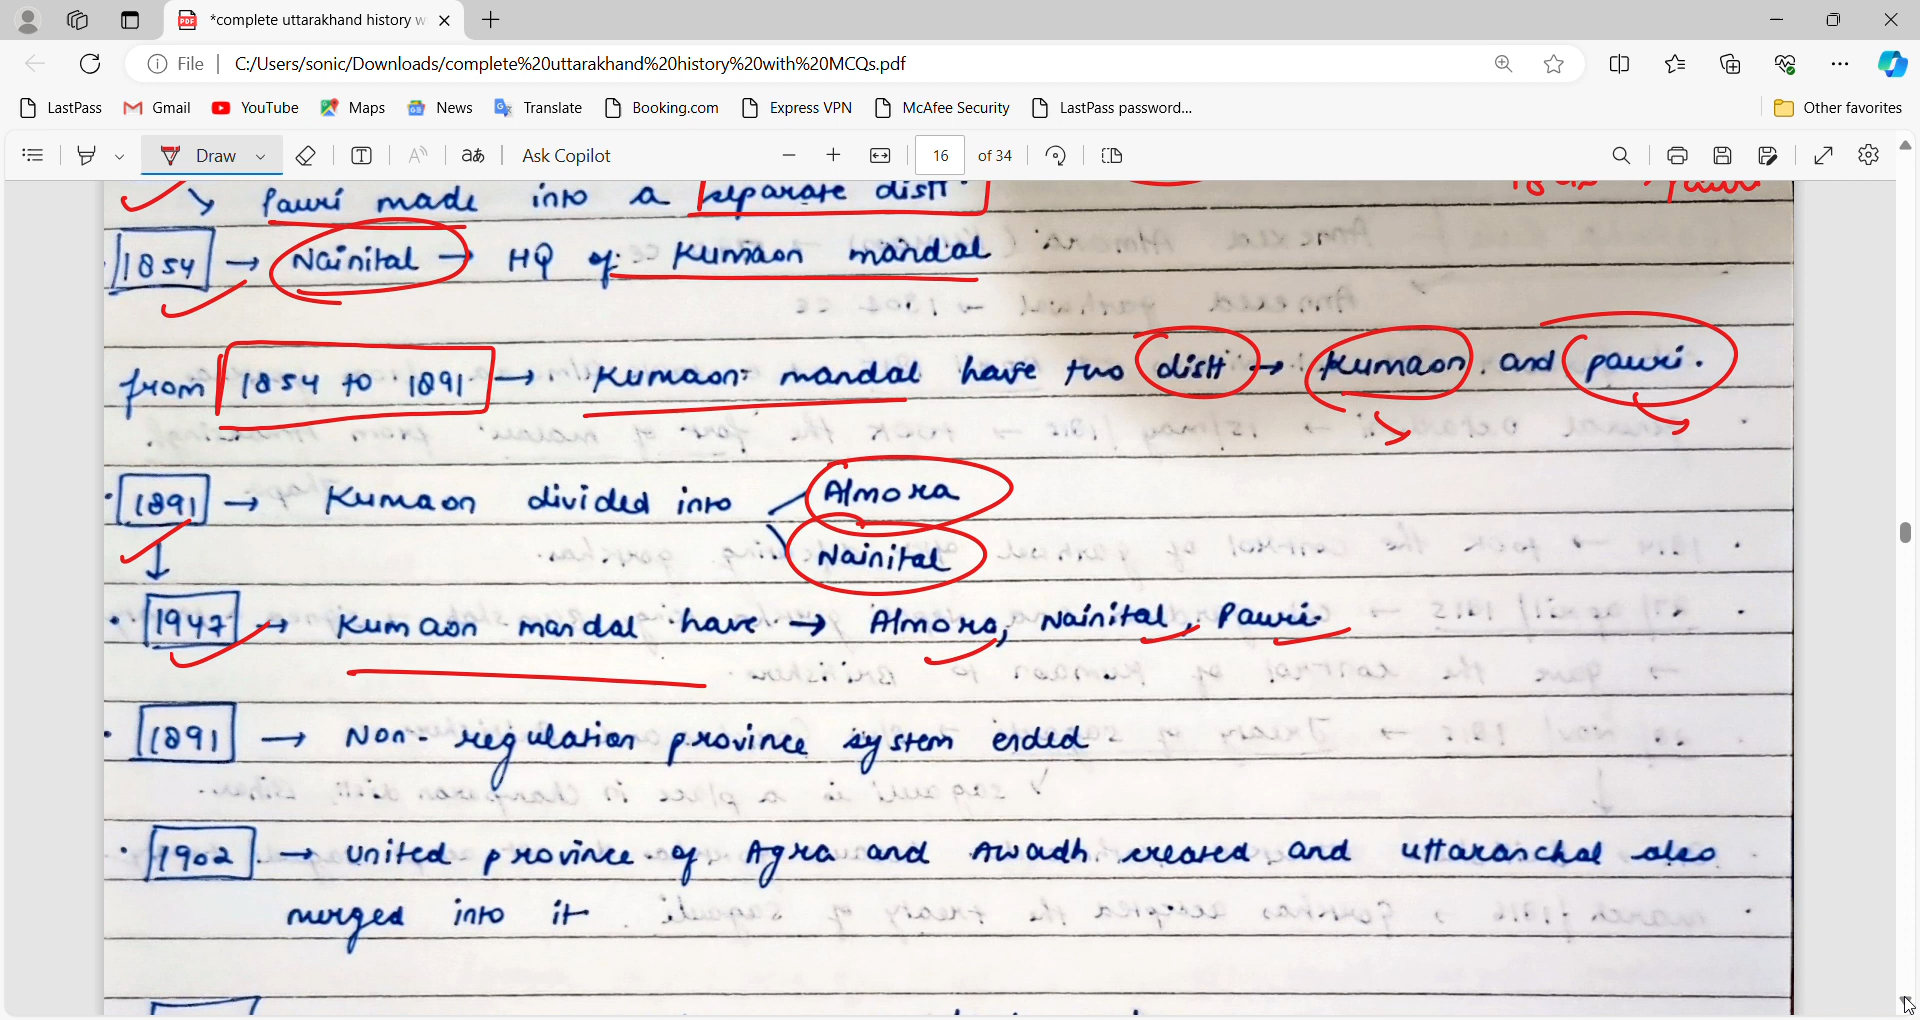 *complete uttarakhand history w
File
C:/Users/sonic/Downloads/complete%20uttarakhand%20history%20with%20MCQs.pdf
LastPass Gmail YouTube Maps News Translate Booking.com Express VPN McAfee Security LastPass password... Other favorites
Draw Ask Copilot 16 of 34
Pauri made into a separate distt.
1854 → Nainital → HQ of Kumaon mandal
from 1854 to 1891 → Kumaon mandal have two distt → Kumaon and pauri.
1891 → Kumaon divided into Almora
Nainital
1947 → Kumaon mandal have → Almora, Nainital, Pauri.
1891 → Non-regulation province system ended
1902 → United province of Agra and Awadh created and uttaranchal also
merged into it